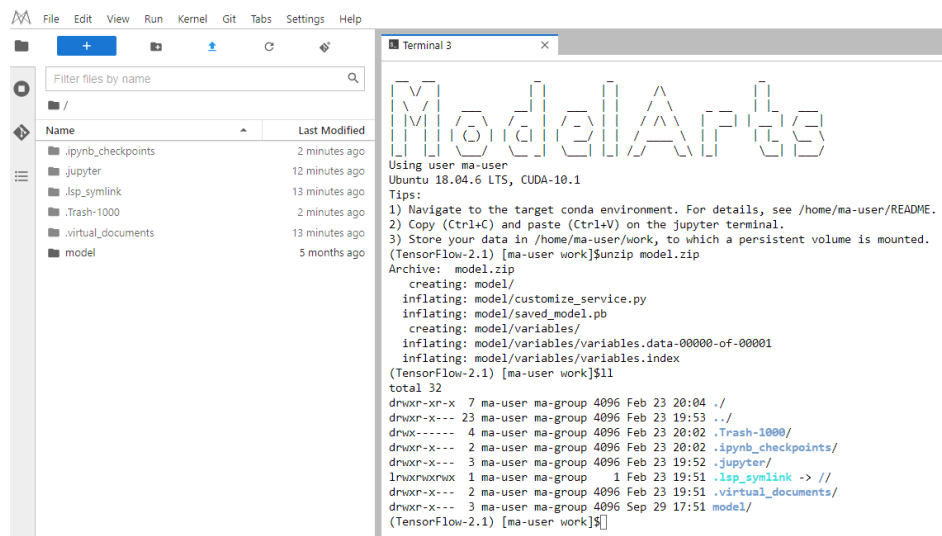 File Edit View Run Kernel Git Tabs Settings Help
Filter files by name
/
Name Last Modified
.ipynb_checkpoints 2 minutes ago
.jupyter 12 minutes ago
.lsp_symlink 13 minutes ago
.Trash-1000 2 minutes ago
.virtual_documents 13 minutes ago
model 5 months ago
Terminal 3
ModelArts
Using user ma-user
Ubuntu 18.04.6 LTS, CUDA-10.1
Tips:
1) Navigate to the target conda environment. For details, see /home/ma-user/README.
2) Copy (Ctrl+C) and paste (Ctrl+V) on the jupyter terminal.
3) Store your data in /home/ma-user/work, to which a persistent volume is mounted.
(TensorFlow-2.1) [ma-user work]$unzip model.zip
Archive:  model.zip
   creating: model/
  inflating: model/customize_service.py
  inflating: model/saved_model.pb
   creating: model/variables/
  inflating: model/variables/variables.data-00000-of-00001
  inflating: model/variables/variables.index
(TensorFlow-2.1) [ma-user work]$ll
total 32
drwxr-xr-x  7 ma-user ma-group 4096 Feb 23 20:04 ./
drwxr-x--- 23 ma-user ma-group 4096 Feb 23 19:53 ../
drwx------  4 ma-user ma-group 4096 Feb 23 20:02 .Trash-1000/
drwxr-x---  2 ma-user ma-group 4096 Feb 23 20:02 .ipynb_checkpoints/
drwxr-x---  3 ma-user ma-group 4096 Feb 23 19:52 .jupyter/
lrwxrwxrwx  1 ma-user ma-group    1 Feb 23 19:51 .lsp_symlink -> //
drwxr-x---  2 ma-user ma-group 4096 Feb 23 19:51 .virtual_documents/
drwxr-x---  3 ma-user ma-group 4096 Sep 29 17:51 model/
(TensorFlow-2.1) [ma-user work]$